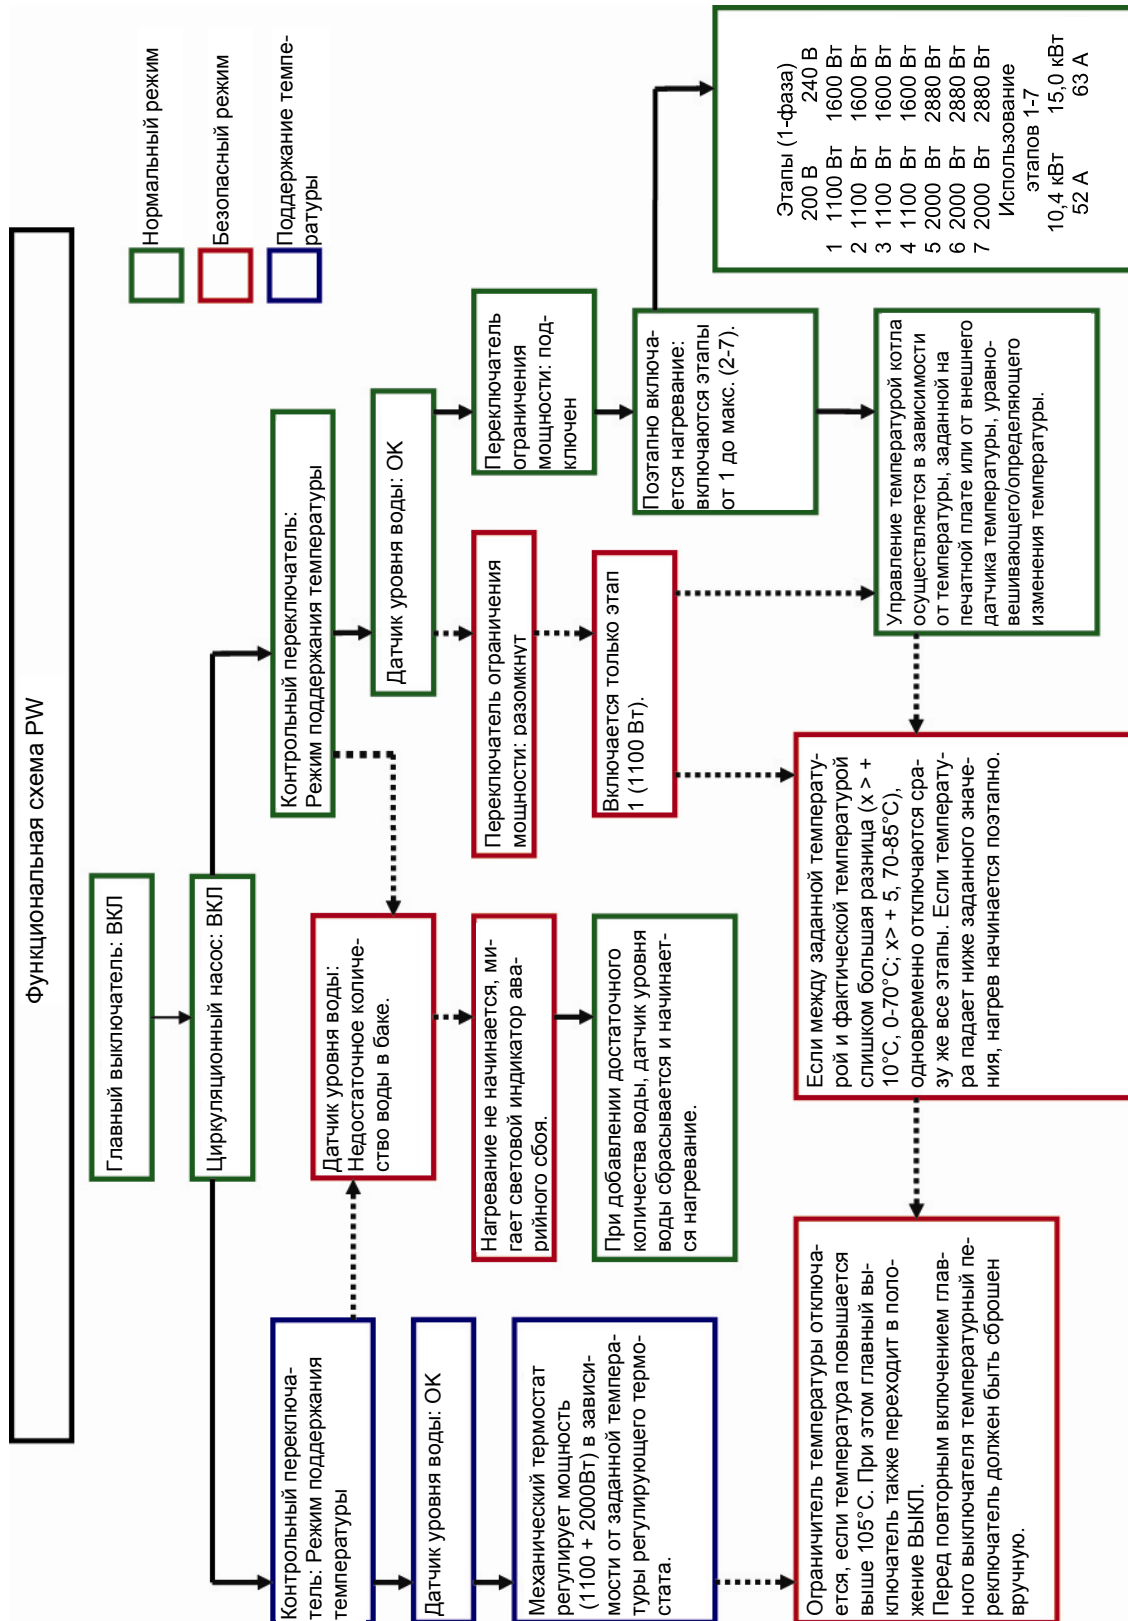 Функциональная схема PW
Нормальный режим
Безопасный режим
Поддержание темпе-
ратуры
Главный выключатель: ВКЛ
Циркуляционный насос: ВКЛ
Контрольный переключа-
тель: Режим поддержания
температуры
Контрольный переключатель:
Режим поддержания температуры
Датчик уровня воды:
Недостаточное количе-
ство воды в баке.
Датчик уровня воды: OK
Датчик уровня воды: OK
Механический термостат
регулирует мощность
(1100 + 2000Вт) в зависи-
мости от заданной темпера-
туры регулирующего термо-
стата.
Нагревание не начинается, ми-
гает световой индикатор ава-
рийного сбоя.
Переключатель ограничения
мощности: разомкнут
Переключатель
ограничения
мощности: под-
ключен
При добавлении достаточного
количества воды, датчик уровня
воды сбрасывается и начинает-
ся нагревание.
Включается только этап
1 (1100 Вт).
Поэтапно включа-
ется нагревание:
включаются этапы
от 1 до макс. (2-7).
Этапы (1-фаза)
200 В 240 В
1 1100 Вт 1600 Вт
2 1100 Вт 1600 Вт
3 1100 Вт 1600 Вт
4 1100 Вт 1600 Вт
5 2000 Вт 2880 Вт
6 2000 Вт 2880 Вт
7 2000 Вт 2880 Вт
Использование
этапов 1-7
10,4 кВт 15,0 кВт
52 А 63 А
Ограничитель температуры отключа-
ется, если температура повышается
выше 105°C. При этом главный вы-
ключатель также переходит в поло-
жение ВЫКЛ.
Перед повторным включением глав-
ного выключателя температурный пе-
реключатель должен быть сброшен
вручную.
Если между заданной температу-
рой и фактической температурой
слишком большая разница (x > +
10°C, 0-70°C; x> + 5, 70-85°C),
одновременно отключаются сра-
зу же все этапы. Если температу-
ра падает ниже заданного значе-
ния, нагрев начинается поэтапно.
Управление температурой котла
осуществляется в зависимости
от температуры, заданной на
печатной плате или от внешнего
датчика температуры, уравно-
вешивающего/определяющего
изменения температуры.